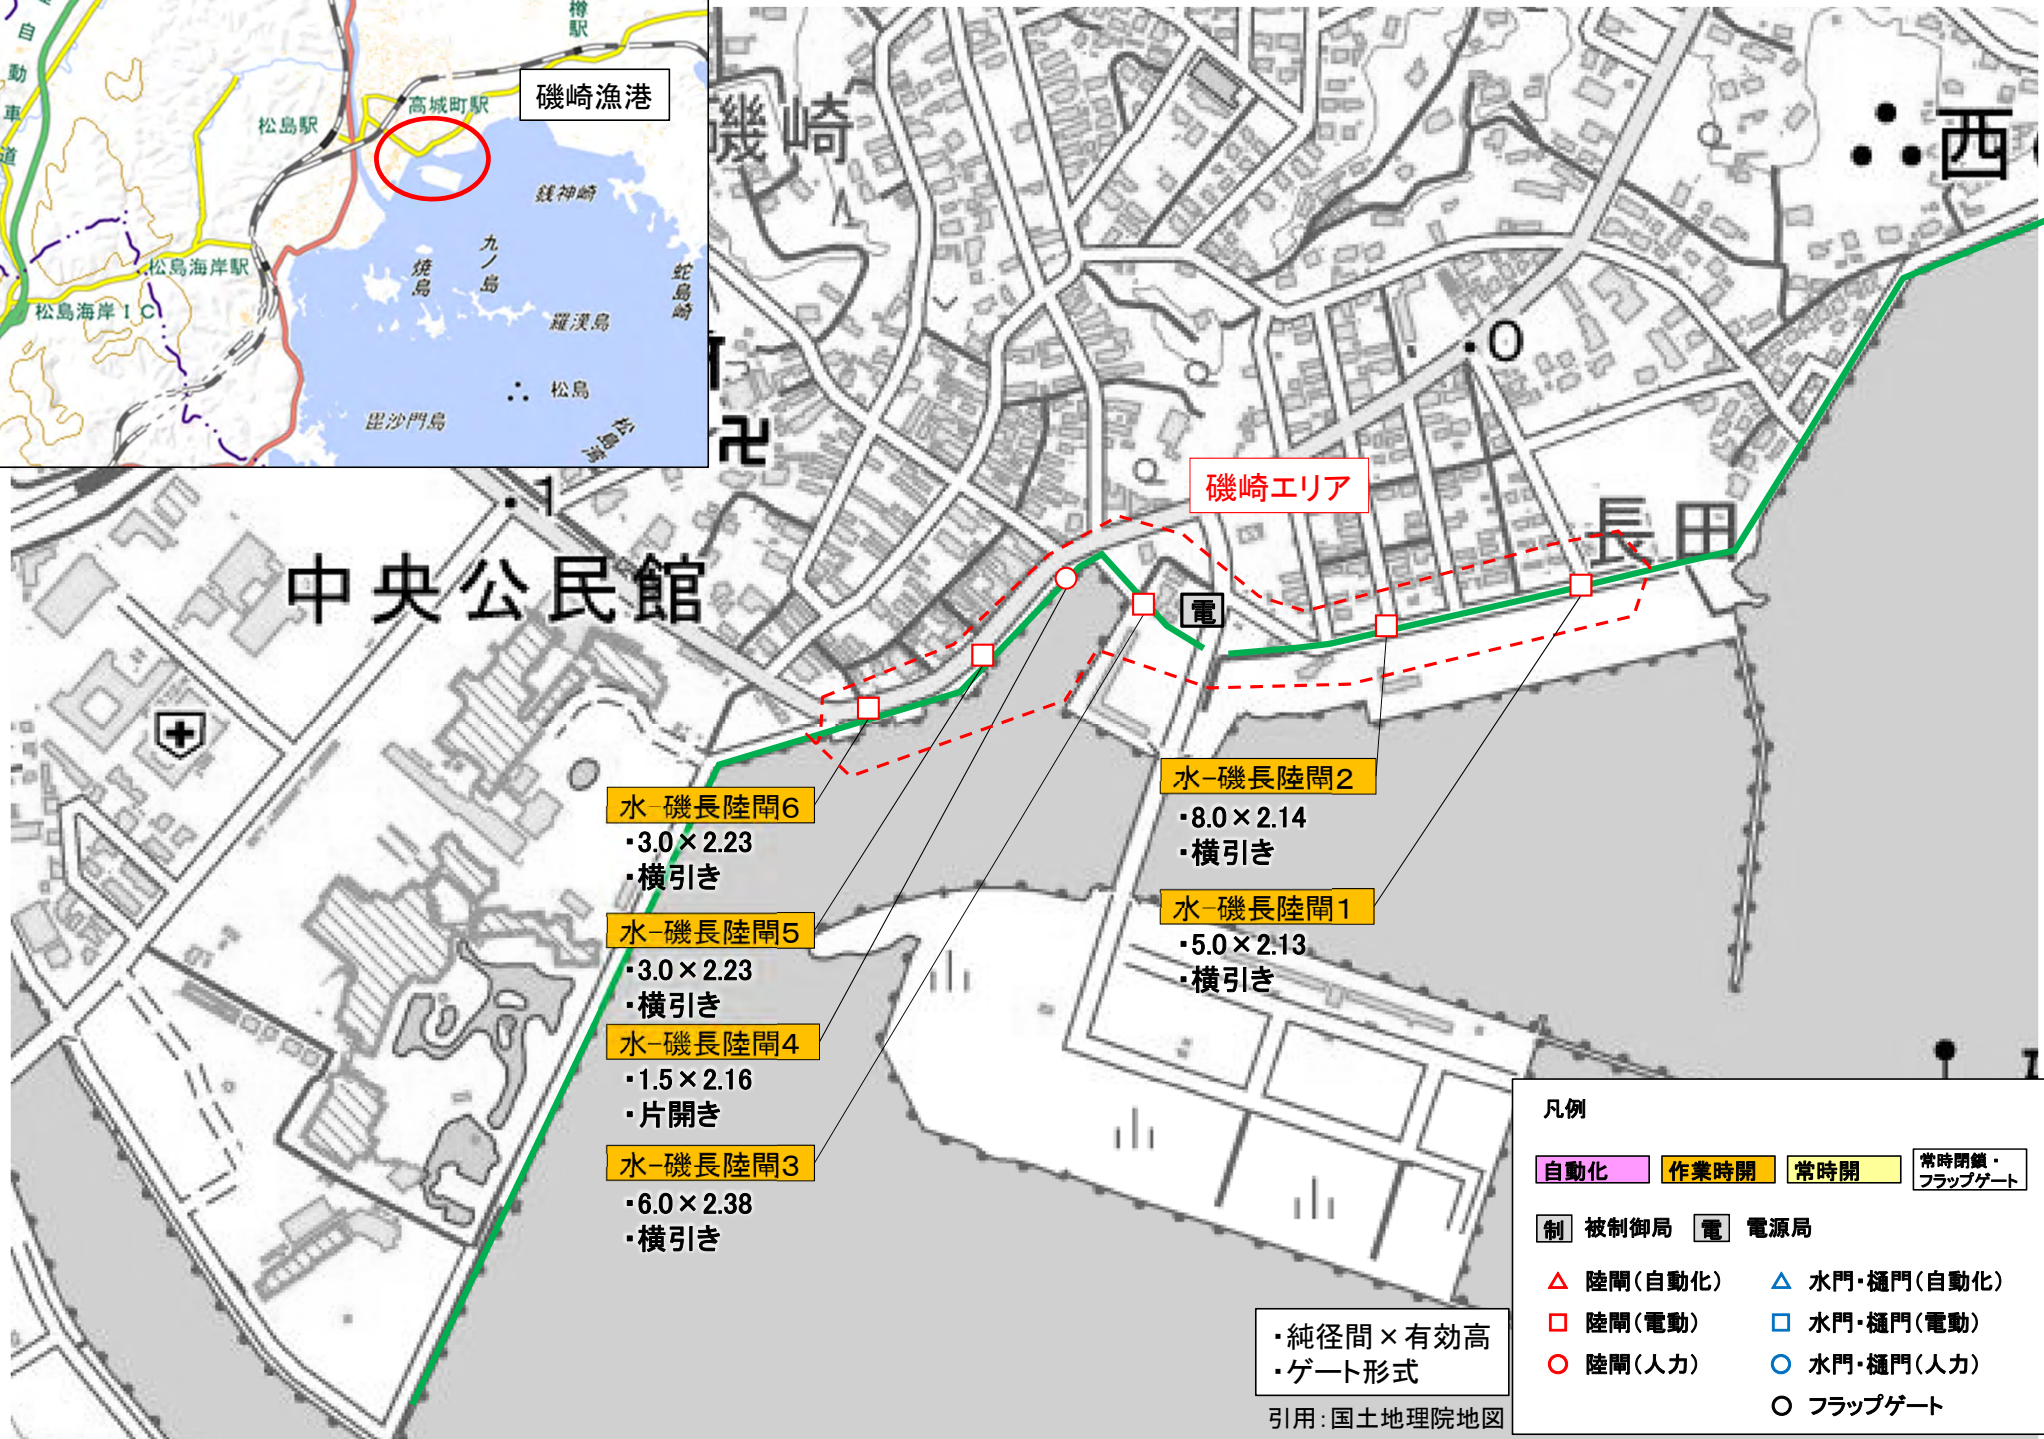 自動車道
樽駅
磯崎漁港
高城町駅
松島駅
銭神崎
九ノ島
焼島
蛇島崎
松島海岸駅
羅漢島
松島海岸IC
松島
毘沙門島
松島湾
磯崎
西
0
卍
1
磯崎エリア
長田
中央公民館
電
水-磯長陸閘6
・3.0×2.23
・横引き
水-磯長陸閘5
・3.0×2.23
・横引き
水-磯長陸閘4
・1.5×2.16
・片開き
水-磯長陸閘3
・6.0×2.38
・横引き
水-磯長陸閘2
・8.0×2.14
・横引き
水-磯長陸閘1
・5.0×2.13
・横引き
・純径間×有効高
・ゲート形式
引用:国土地理院地図
凡例
自動化 作業時開 常時開 常時閉鎖・
フラップゲート
制 被制御局 電 電源局
陸閘(自動化) 水門・樋門(自動化)
陸閘(電動) 水門・樋門(電動)
陸閘(人力) 水門・樋門(人力)
フラップゲート